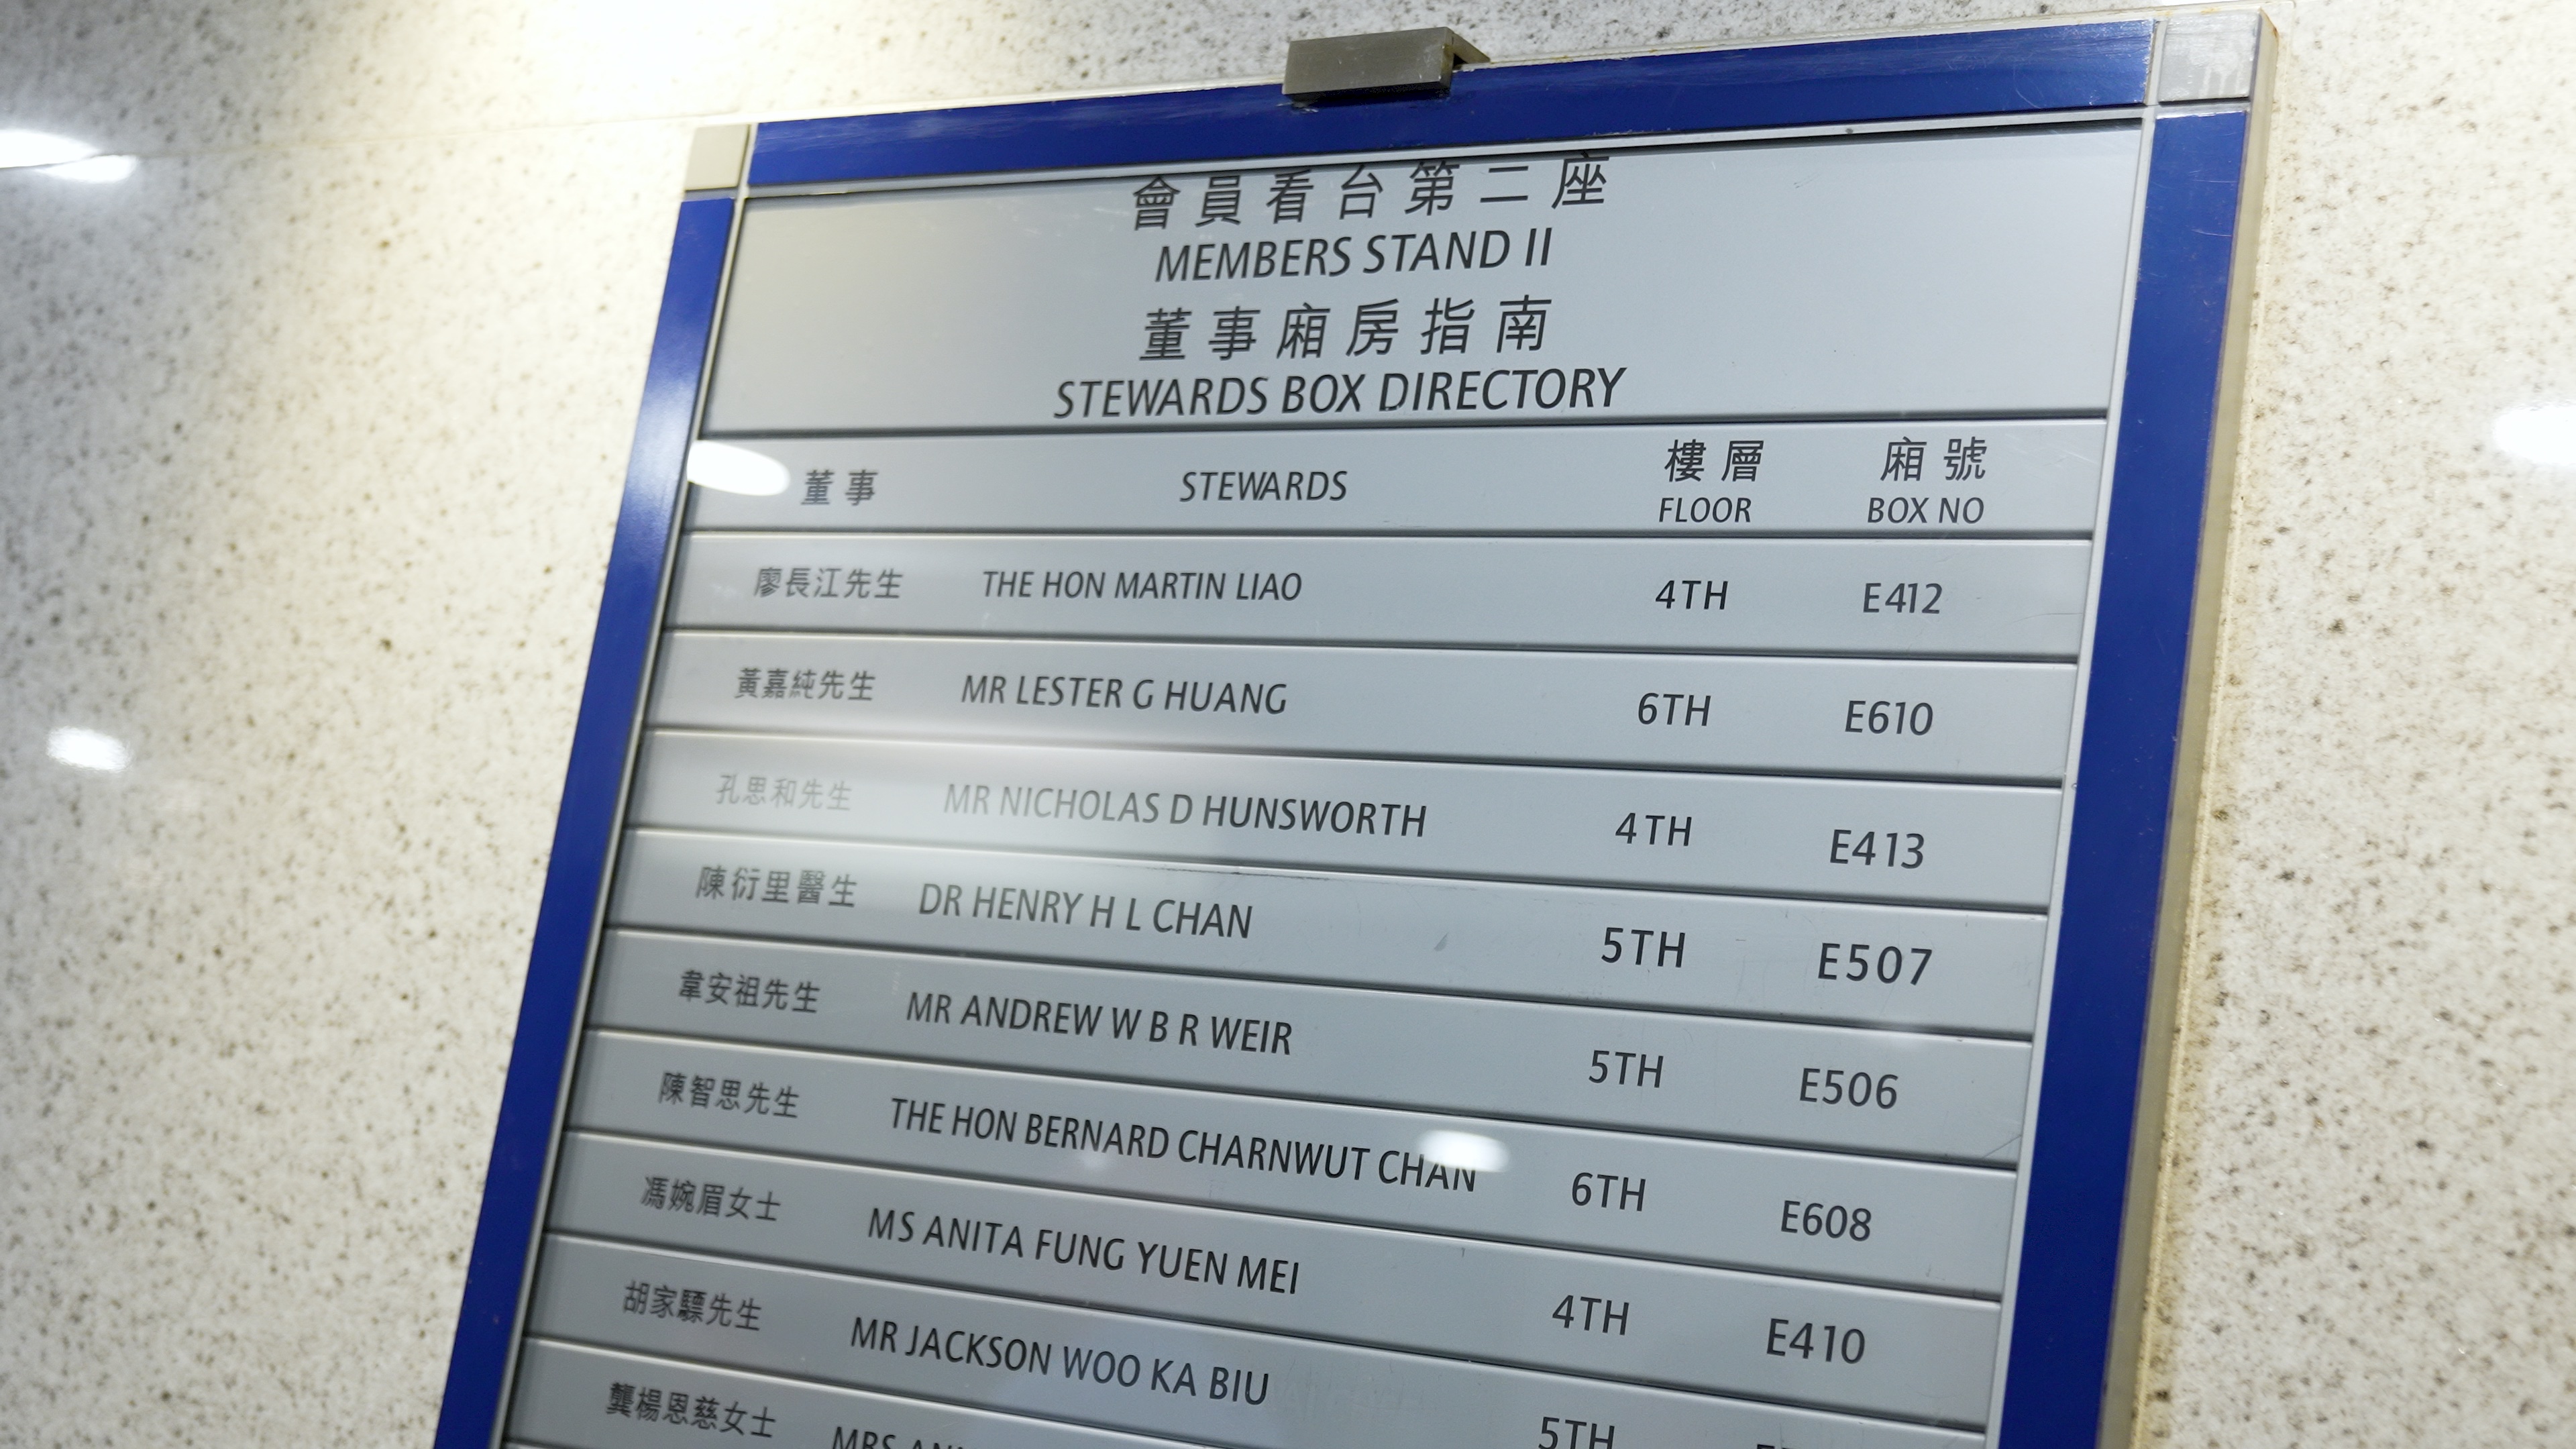 會員看台第二座
MEMBERS STAND II
董事廂房指南
STEWARDS BOX DIRECTORY
董事 STEWARDS 樓層 FLOOR 廂號 BOX NO
廖長江先生 THE HON MARTIN LIAO 4TH E412
黃嘉純先生 MR LESTER G HUANG 6TH E610
孔思和先生 MR NICHOLAS D HUNSWORTH 4TH E413
陳衍里醫生 DR HENRY H L CHAN 5TH E507
韋安祖先生 MR ANDREW W B R WEIR 5TH E506
陳智思先生 THE HON BERNARD CHARNWUT CHAN 6TH E608
馮婉眉女士 MS ANITA FUNG YUEN MEI 4TH E410
胡家驃先生 MR JACKSON WOO KA BIU 5TH
龔楊恩慈女士 MRS